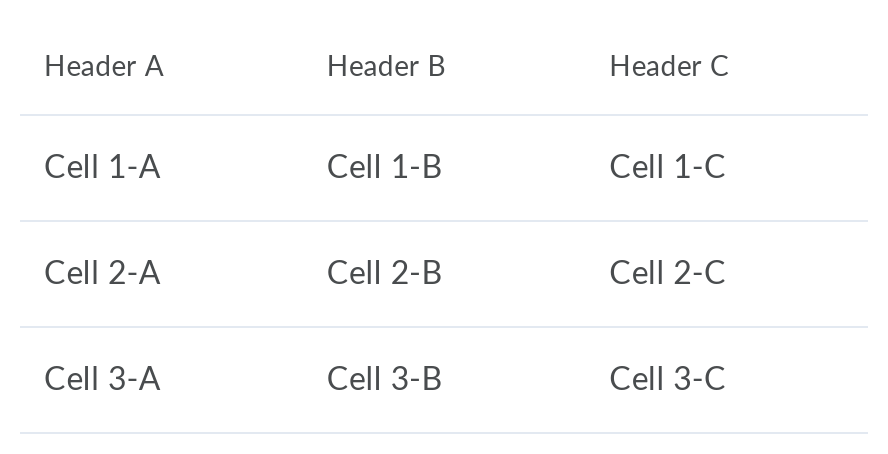 Header A Header B Header C
Cell 1-A Cell 1-B Cell 1-C
Cell 2-A Cell 2-B Cell 2-C
Cell 3-A Cell 3-B Cell 3-C